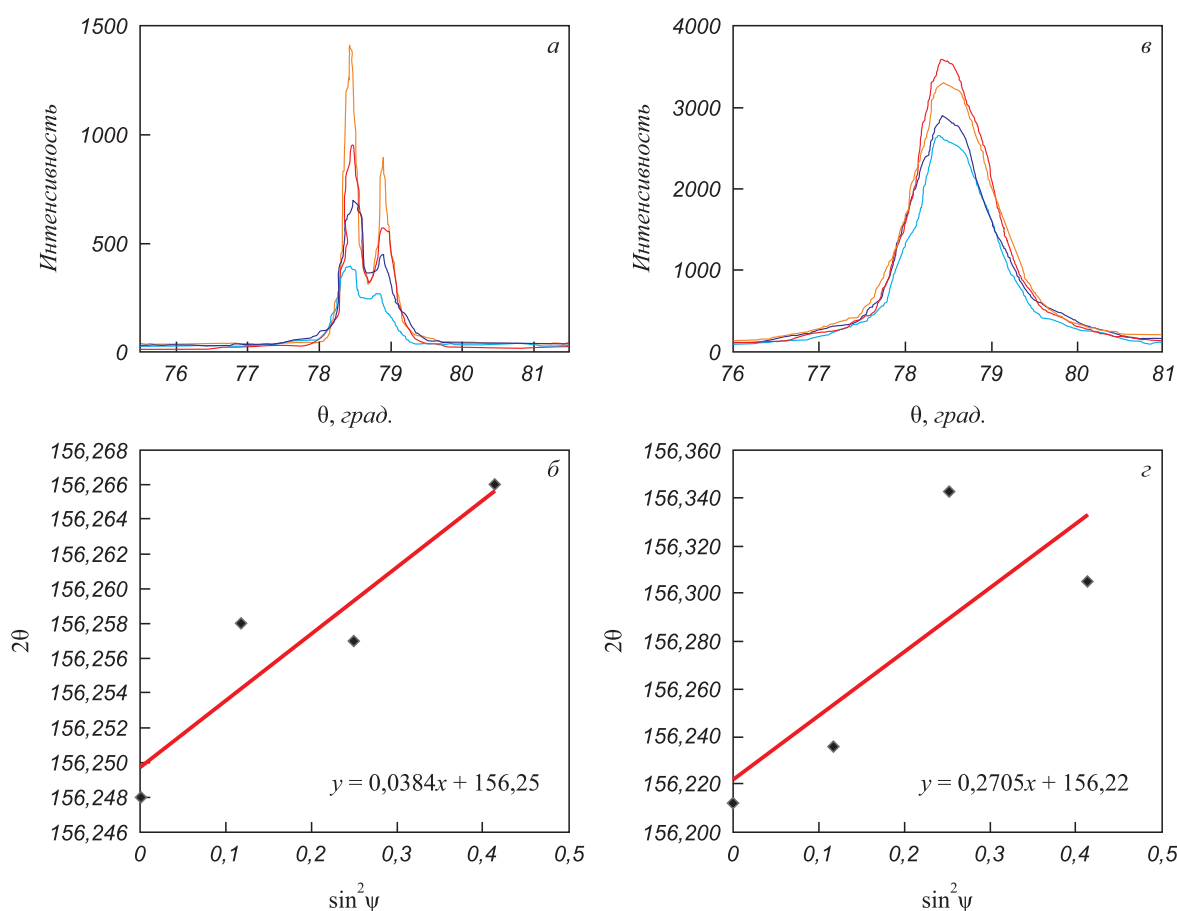 а
1500
1000
500
0
Интенсивность
76 77 78 79 80 81
θ, град.
в
4000
3000
2000
1000
0
Интенсивность
76 77 78 79 80 81
θ, град.
б
156,268
156,266
156,264
156,262
156,260
156,258
156,256
156,254
156,252
156,250
156,248
156,246
2θ
y = 0,0384x + 156,25
0 0,1 0,2 0,3 0,4 0,5
sin²ψ
г
156,360
156,340
156,320
156,300
156,280
156,260
156,240
156,220
156,200
2θ
y = 0,2705x + 156,22
0 0,1 0,2 0,3 0,4 0,5
sin²ψ